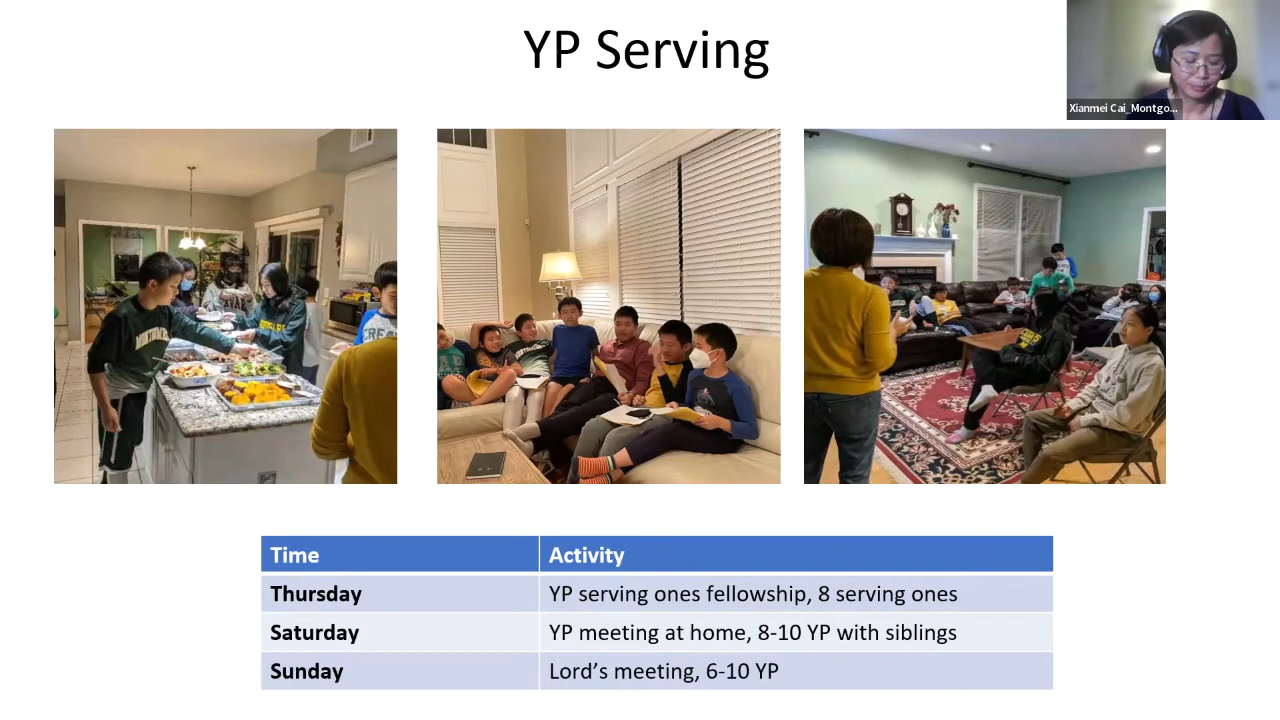 YP Serving
Xianmei Cai_Montgo...
Time Activity
Thursday YP serving ones fellowship, 8 serving ones
Saturday YP meeting at home, 8-10 YP with siblings
Sunday Lord’s meeting, 6-10 YP